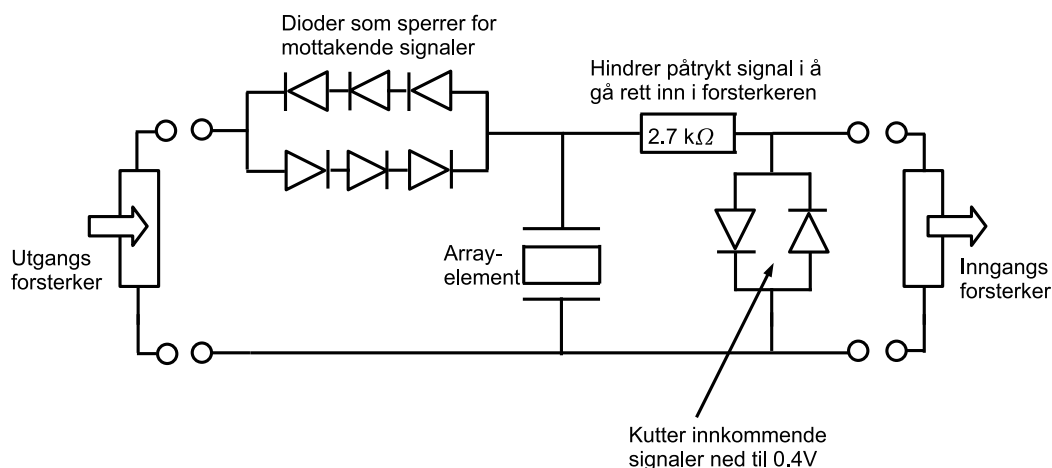 Dioder som sperrer for
mottakende signaler
Hindrer påtrykt signal i å
gå rett inn i forsterkeren
2.7 kΩ
Utgangs
forsterker
Array-
element
Inngangs
forsterker
Kutter innkommende
signaler ned til 0.4V